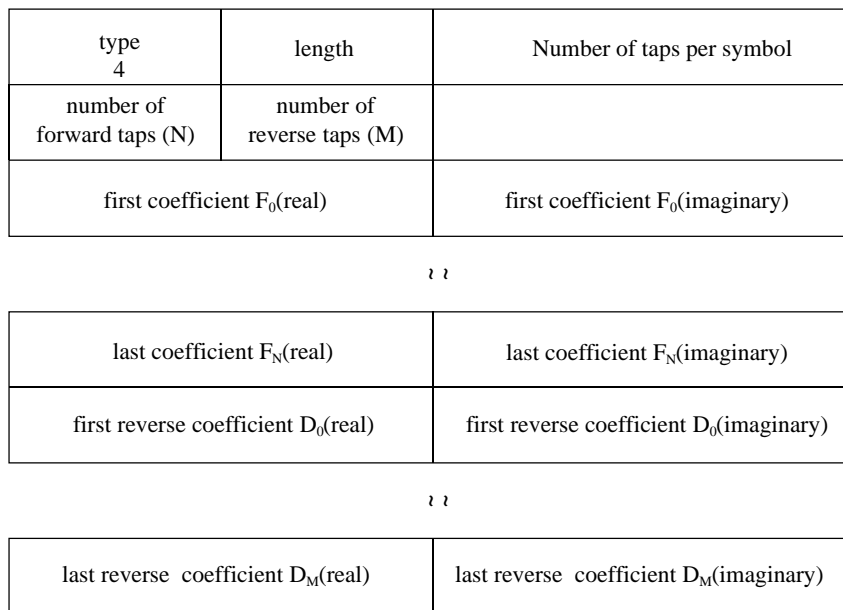 type
4
length
Number of taps per symbol
number of
forward taps (N)
number of
reverse taps (M)
first coefficient F₀(real)
first coefficient F₀(imaginary)
~ ~
last coefficient Fₙ(real)
last coefficient Fₙ(imaginary)
first reverse coefficient D₀(real)
first reverse coefficient D₀(imaginary)
~ ~
last reverse coefficient Dₘ(real)
last reverse coefficient Dₘ(imaginary)